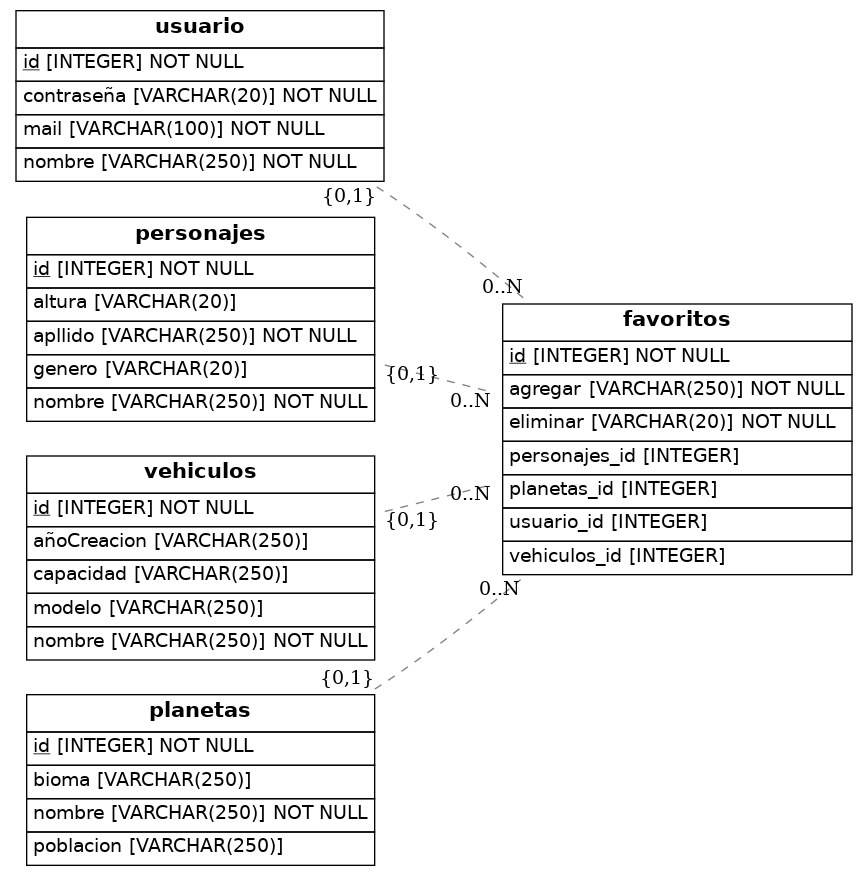 usuario
id [INTEGER] NOT NULL
contraseña [VARCHAR(20)] NOT NULL
mail [VARCHAR(100)] NOT NULL
nombre [VARCHAR(250)] NOT NULL
{0,1}
0..N
personajes
id [INTEGER] NOT NULL
altura [VARCHAR(20)]
apllido [VARCHAR(250)] NOT NULL
genero [VARCHAR(20)]
nombre [VARCHAR(250)] NOT NULL
{0,1}
0..N
vehiculos
id [INTEGER] NOT NULL
añoCreacion [VARCHAR(250)]
capacidad [VARCHAR(250)]
modelo [VARCHAR(250)]
nombre [VARCHAR(250)] NOT NULL
0..N
{0,1}
planetas
id [INTEGER] NOT NULL
bioma [VARCHAR(250)]
nombre [VARCHAR(250)] NOT NULL
poblacion [VARCHAR(250)]
{0,1}
0..N
favoritos
id [INTEGER] NOT NULL
agregar [VARCHAR(250)] NOT NULL
eliminar [VARCHAR(20)] NOT NULL
personajes_id [INTEGER]
planetas_id [INTEGER]
usuario_id [INTEGER]
vehiculos_id [INTEGER]